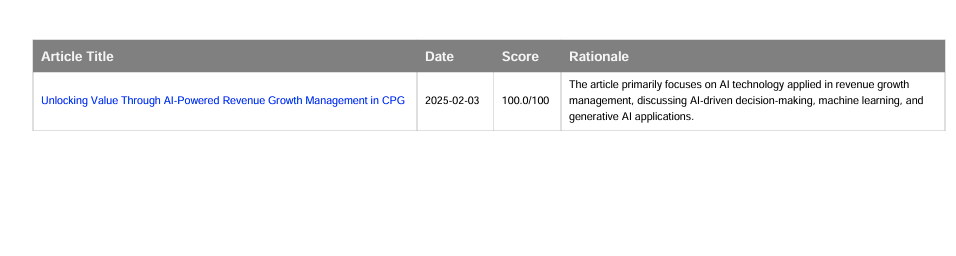 Article Title Date Score Rationale
Unlocking Value Through AI-Powered Revenue Growth Management in CPG 2025-02-03 100.0/100 The article primarily focuses on AI technology applied in revenue growth
management, discussing AI-driven decision-making, machine learning, and
generative AI applications.